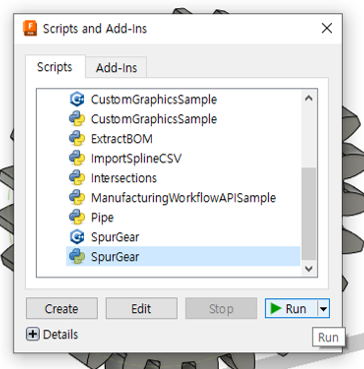 Scripts and Add-Ins
Scripts
Add-Ins
CustomGraphicsSample
CustomGraphicsSample
ExtractBOM
ImportSplineCSV
Intersections
ManufacturingWorkflowAPISample
Pipe
SpurGear
SpurGear
Create
Edit
Stop
Run
Details
Run